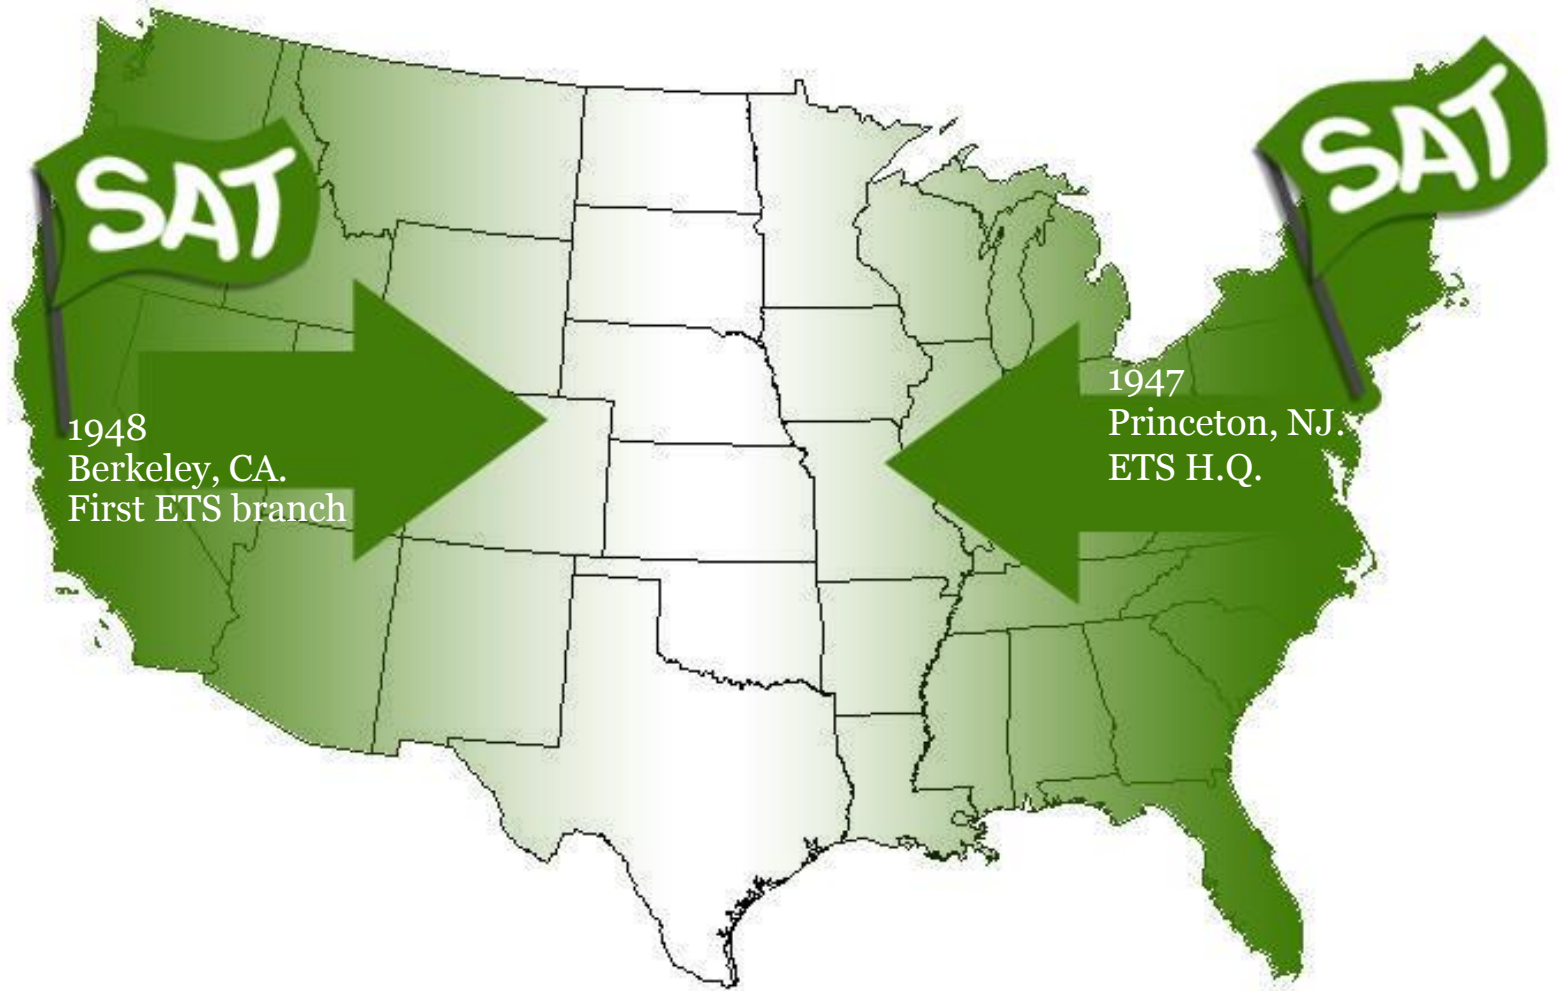 SAT
SAT
1948
Berkeley, CA.
First ETS branch
1947
Princeton, NJ.
ETS H.Q.